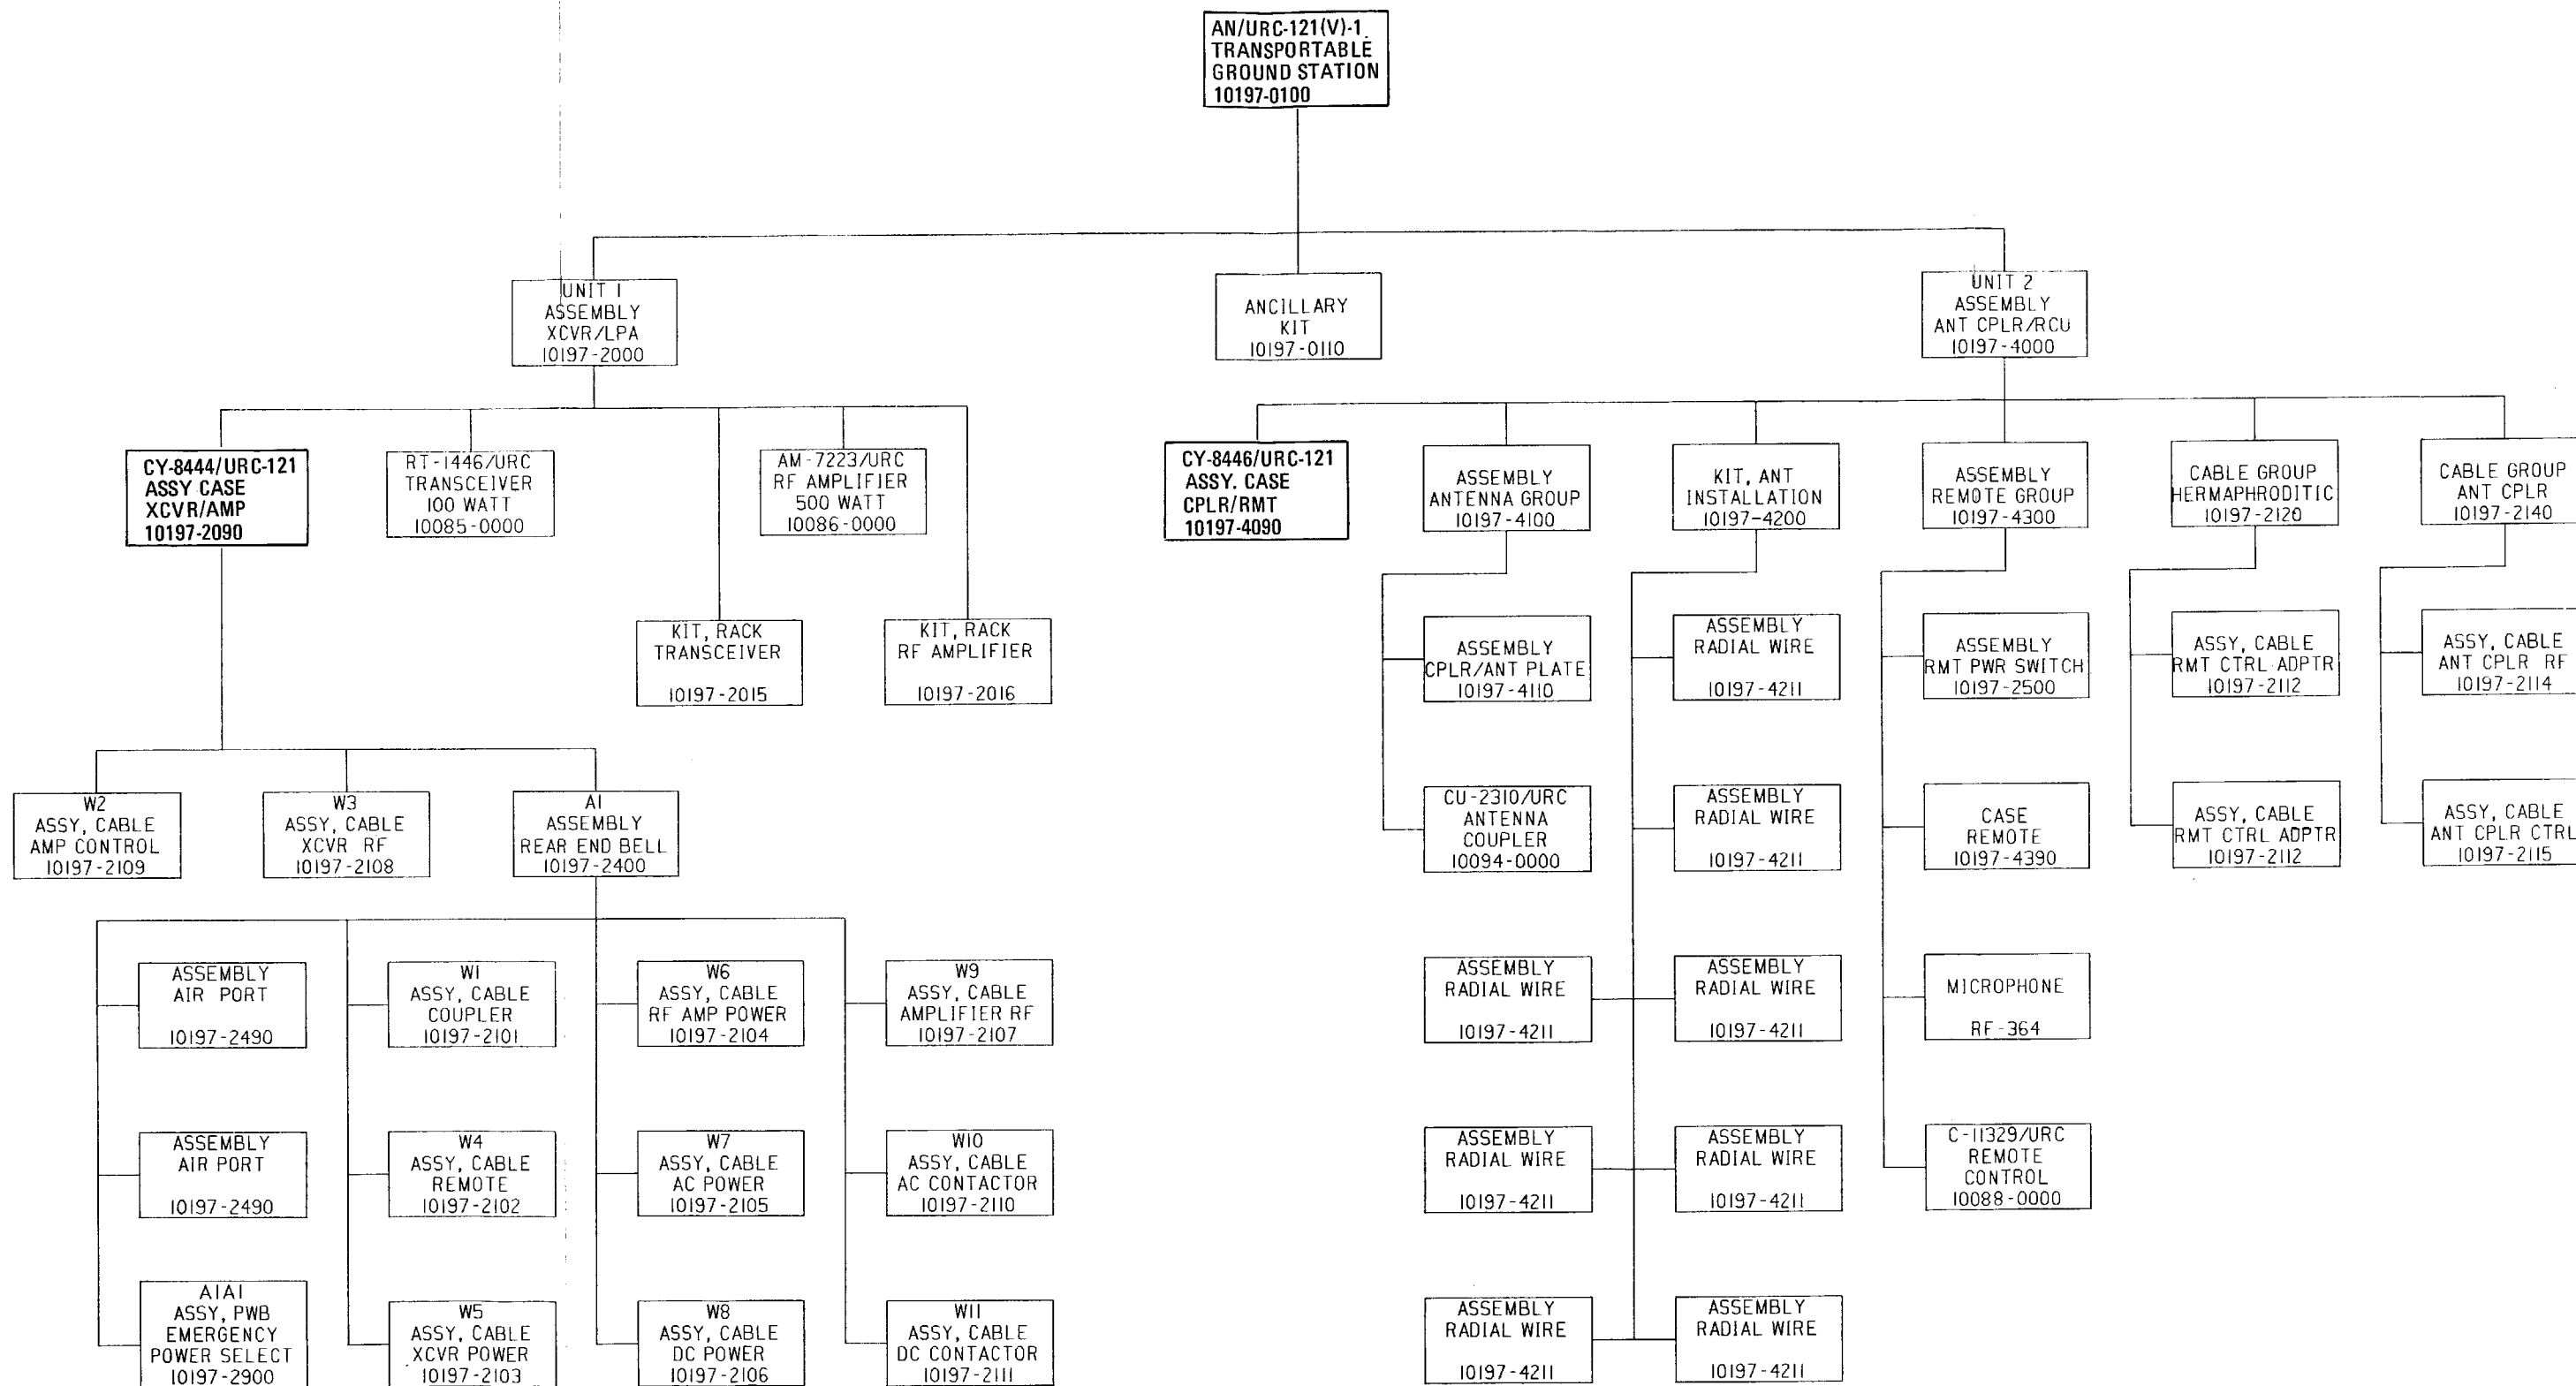 AN/URC-121(V)-1
TRANSPORTABLE
GROUND STATION
10197-0100
UNIT 1
ASSEMBLY
XCVR/LPA
10197-2000
ANCILLARY
KIT
10197-0110
UNIT 2
ASSEMBLY
ANT CPLR/RCU
10197-4000
CY-8444/URC-121
ASSY CASE
XCVR/AMP
10197-2090
RT-1446/URC
TRANSCEIVER
100 WATT
10085-0000
AM-7223/URC
RF AMPLIFIER
500 WATT
10086-0000
CY-8446/URC-121
ASSY. CASE
CPLR/RMT
10197-4090
ASSEMBLY
ANTENNA GROUP
10197-4100
KIT, ANT
INSTALLATION
10197-4200
ASSEMBLY
REMOTE GROUP
10197-4300
CABLE GROUP
HERMAPHRODITIC
10197-2120
CABLE GROUP
ANT CPLR
10197-2140
KIT, RACK
TRANSCEIVER
10197-2015
KIT, RACK
RF AMPLIFIER
10197-2016
ASSEMBLY
CPLR/ANT PLATE
10197-4110
ASSEMBLY
RADIAL WIRE
10197-4211
ASSEMBLY
RMT PWR SWITCH
10197-2500
ASSY, CABLE
RMT CTRL ADPTR
10197-2112
ASSY, CABLE
ANT CPLR RF
10197-2114
W2
ASSY, CABLE
AMP CONTROL
10197-2109
W3
ASSY, CABLE
XCVR RF
10197-2108
A1
ASSEMBLY
REAR END BELL
10197-2400
CU-2310/URC
ANTENNA
COUPLER
10094-0000
ASSEMBLY
RADIAL WIRE
10197-4211
CASE
REMOTE
10197-4390
ASSY, CABLE
RMT CTRL ADPTR
10197-2112
ASSY, CABLE
ANT CPLR CTRL
10197-2115
ASSEMBLY
AIR PORT
10197-2490
W1
ASSY, CABLE
COUPLER
10197-2101
W6
ASSY, CABLE
RF AMP POWER
10197-2104
W9
ASSY, CABLE
AMPLIFIER RF
10197-2107
ASSEMBLY
RADIAL WIRE
10197-4211
ASSEMBLY
RADIAL WIRE
10197-4211
MICROPHONE
RF-364
ASSEMBLY
AIR PORT
10197-2490
W4
ASSY, CABLE
REMOTE
10197-2102
W7
ASSY, CABLE
AC POWER
10197-2105
W10
ASSY, CABLE
AC CONTACTOR
10197-2110
ASSEMBLY
RADIAL WIRE
10197-4211
ASSEMBLY
RADIAL WIRE
10197-4211
C-11329/URC
REMOTE
CONTROL
10088-0000
A1A1
ASSY, PWB
EMERGENCY
POWER SELECT
10197-2900
W5
ASSY, CABLE
XCVR POWER
10197-2103
W8
ASSY, CABLE
DC POWER
10197-2106
W11
ASSY, CABLE
DC CONTACTOR
10197-2111
ASSEMBLY
RADIAL WIRE
10197-4211
ASSEMBLY
RADIAL WIRE
10197-4211